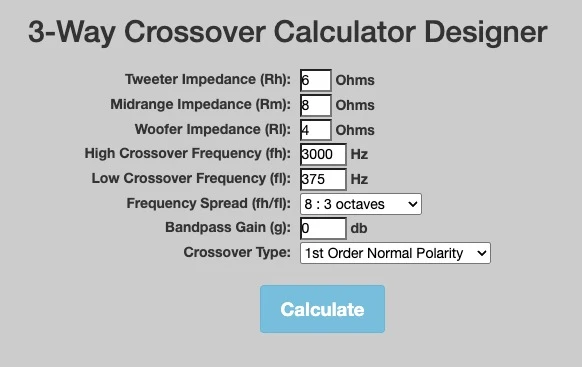 3-Way Crossover Calculator Designer
Tweeter Impedance (Rh): 6 Ohms
Midrange Impedance (Rm): 8 Ohms
Woofer Impedance (Rl): 4 Ohms
High Crossover Frequency (fh): 3000 Hz
Low Crossover Frequency (fl): 375 Hz
Frequency Spread (fh/fl): 8 : 3 octaves
Bandpass Gain (g): 0 db
Crossover Type: 1st Order Normal Polarity
Calculate